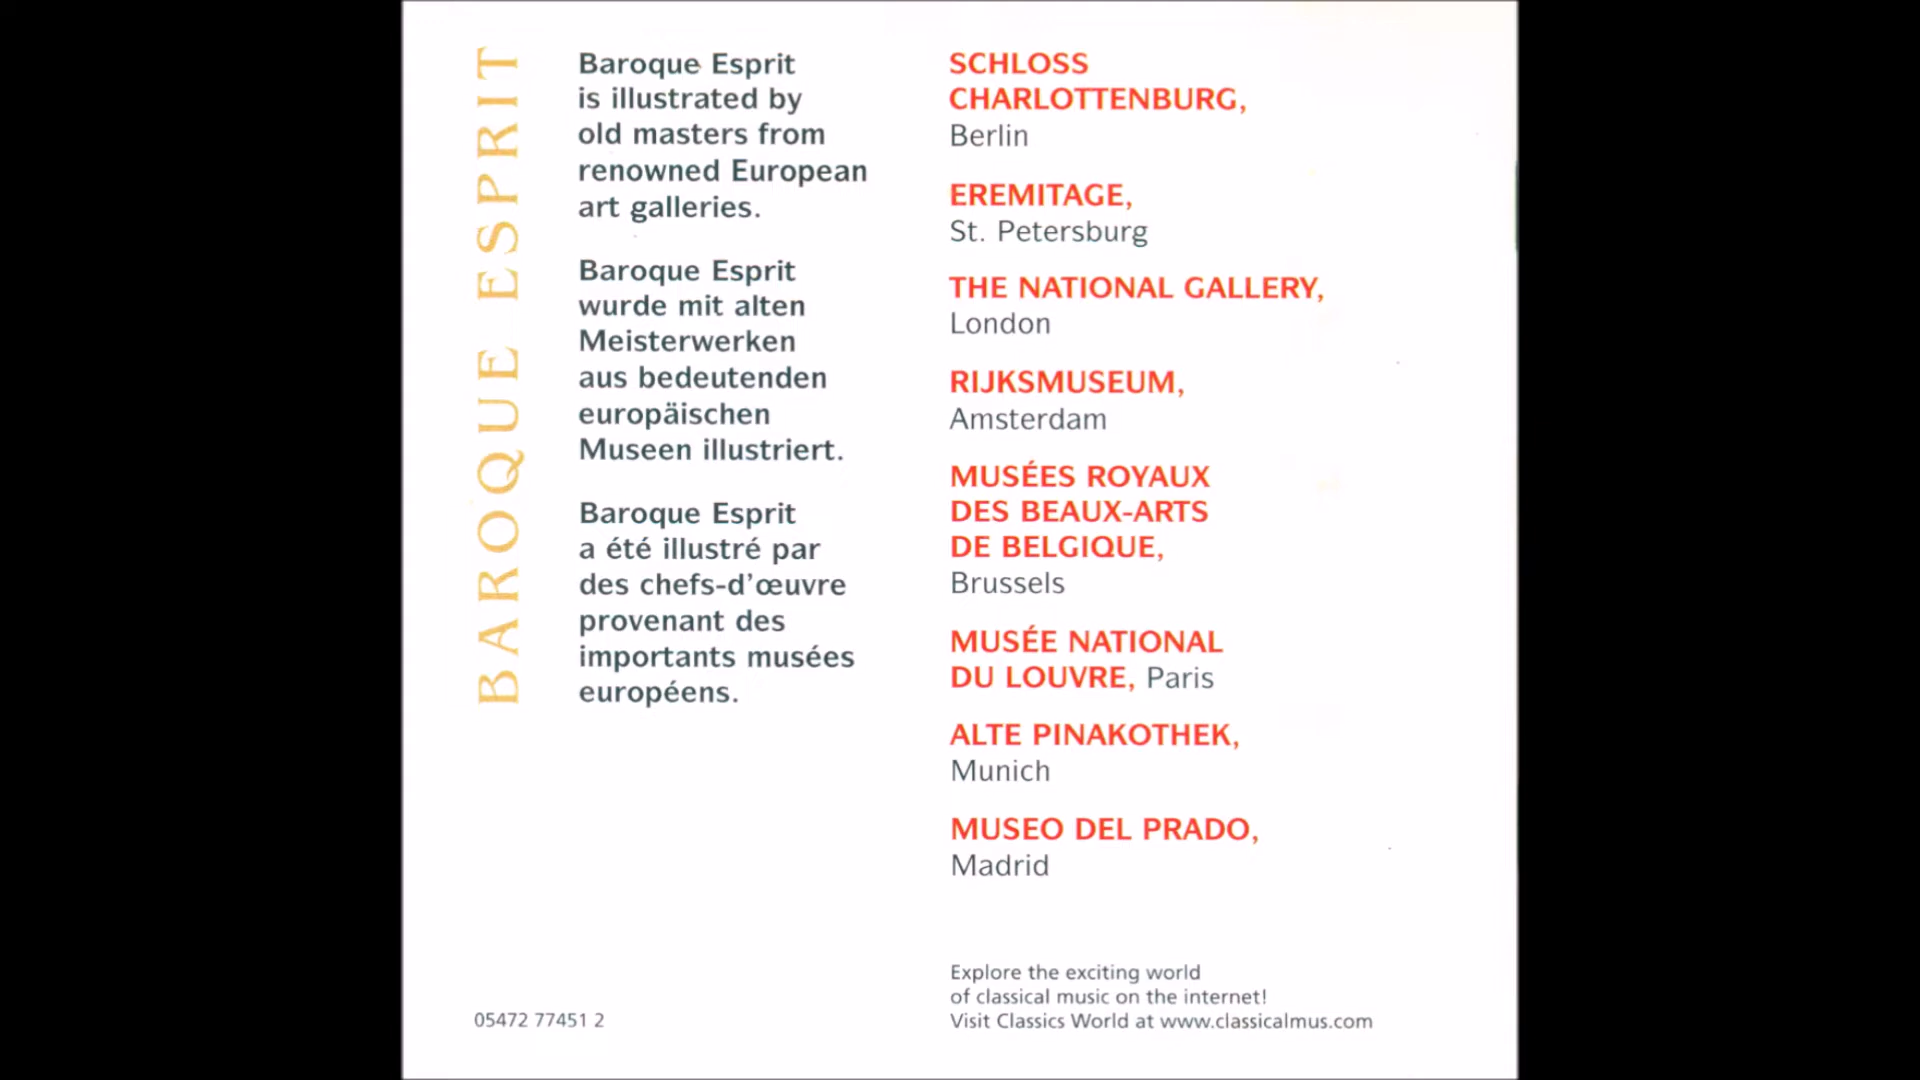 BAROQUE ESPRIT
Baroque Esprit
is illustrated by
old masters from
renowned European
art galleries.
Baroque Esprit
wurde mit alten
Meisterwerken
aus bedeutenden
europäischen
Museen illustriert.
Baroque Esprit
a été illustré par
des chefs-d’œuvre
provenant des
importants musées
européens.
05472 77451 2
SCHLOSS
CHARLOTTENBURG,
Berlin
EREMITAGE,
St. Petersburg
THE NATIONAL GALLERY,
London
RIJKSMUSEUM,
Amsterdam
MUSÉES ROYAUX
DES BEAUX-ARTS
DE BELGIQUE,
Brussels
MUSÉE NATIONAL
DU LOUVRE, Paris
ALTE PINAKOTHEK,
Munich
MUSEO DEL PRADO,
Madrid
Explore the exciting world
of classical music on the internet!
Visit Classics World at www.classicalmus.com